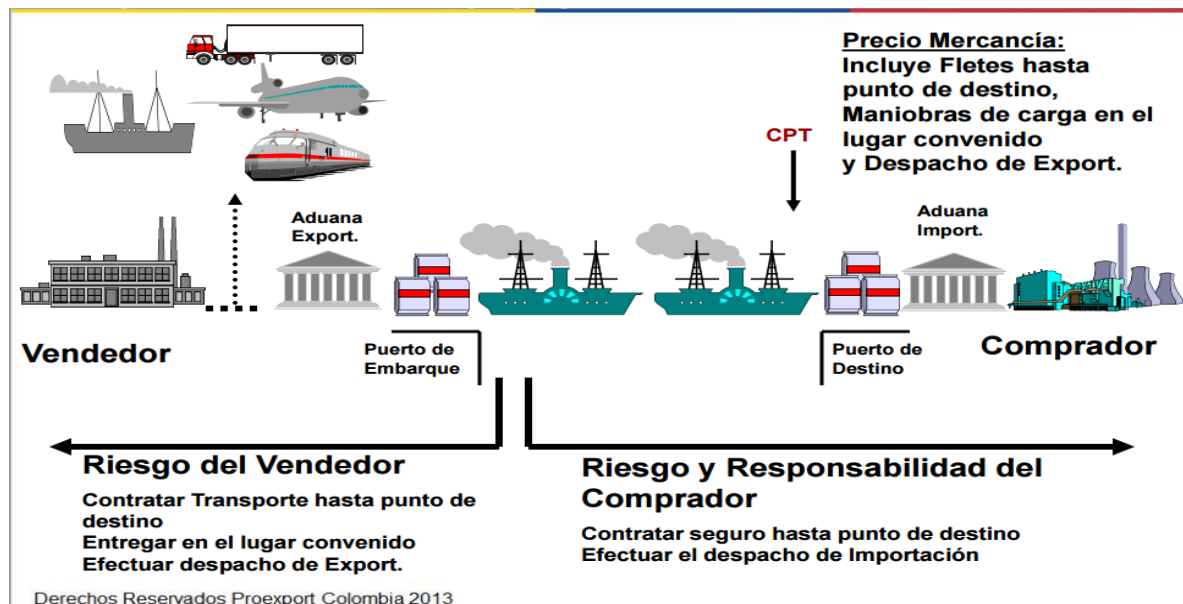 Precio Mercancía:
Incluye Fletes hasta
punto de destino,
Maniobras de carga en el
lugar convenido
y Despacho de Export.
CPT
Aduana
Export.
Aduana
Import.
Vendedor
Puerto de
Embarque
Puerto de
Destino
Comprador
Riesgo del Vendedor
Contratar Transporte hasta punto de
destino
Entregar en el lugar convenido
Efectuar despacho de Export.
Riesgo y Responsabilidad del
Comprador
Contratar seguro hasta punto de destino
Efectuar el despacho de Importación
Derechos Reservados Proexport Colombia 2013